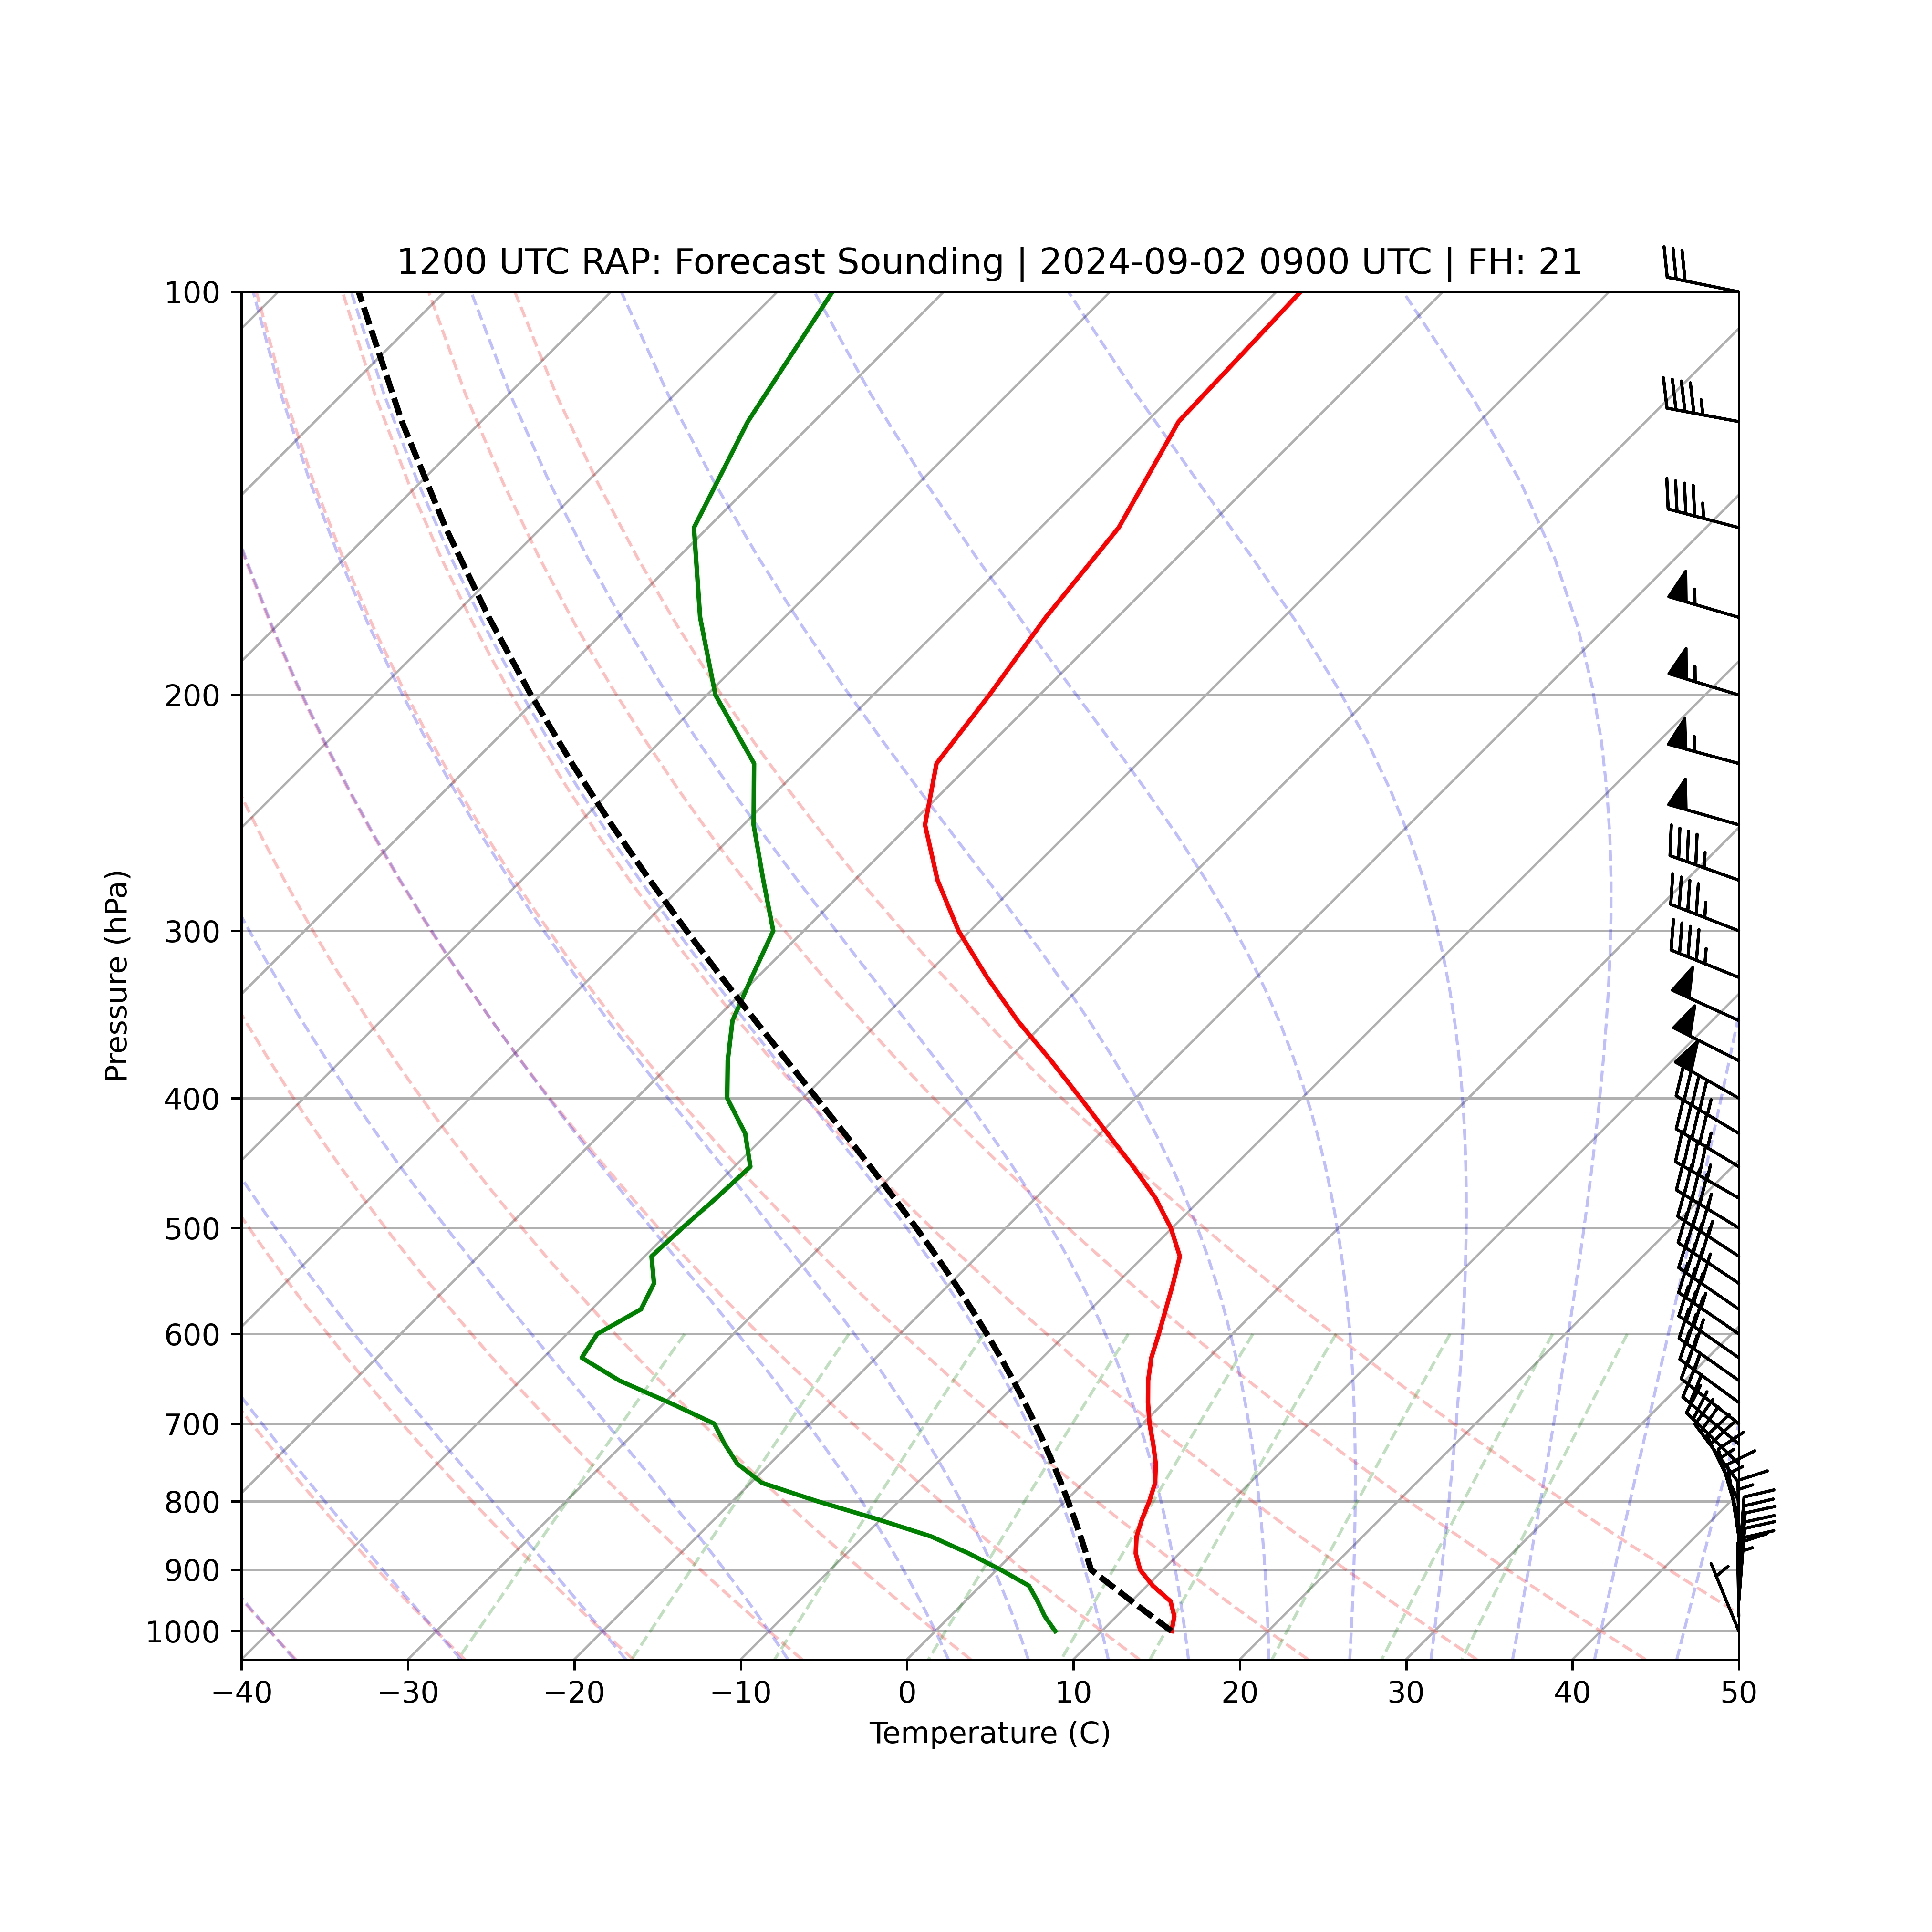 1200 UTC RAP: Forecast Sounding | 2024-09-02 0900 UTC | FH: 21
100
200
300
400
500
600
700
800
900
1000
Pressure (hPa)
−40 −30 −20 −10 0 10 20 30 40 50
Temperature (C)